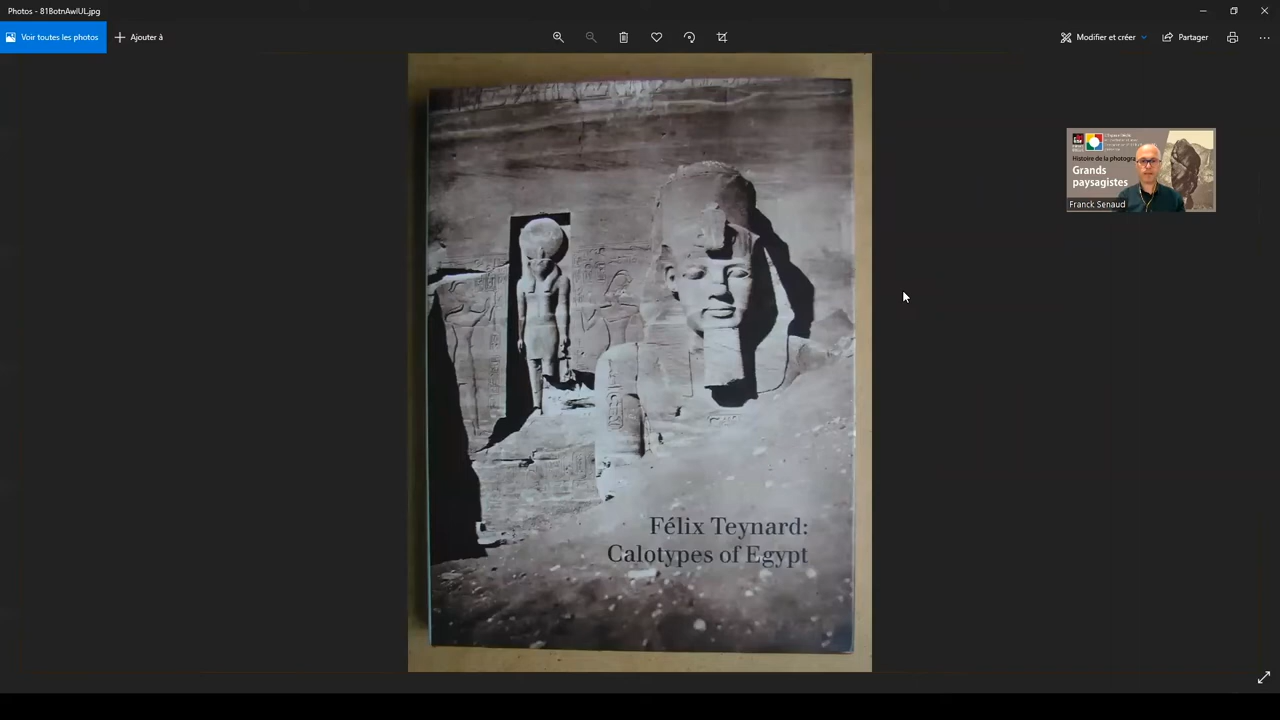 Photos - 81BotnAwlUL.jpg
Voir toutes les photos
Ajouter à
Modifier et créer
Partager
Histoire de la photogra
Grands
paysagistes
Franck Senaud
Félix Teynard:
Calotypes of Egypt